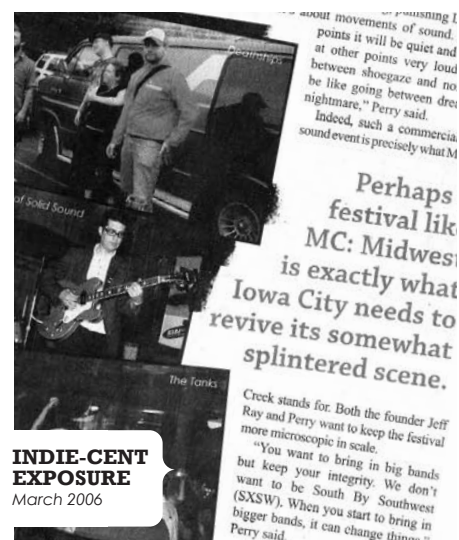 Deathships
of Solid Sound
The Tanks
INDIE-CENT
EXPOSURE
March 2006
about movements of sound.
points it will be quiet and
at other points very loud
between shoegaze and
be like going between
nightmare," Perry said.
Indeed, such a
sound event is precisely what
Perhaps
festival
MC: Midwest
is exactly what
Iowa City needs to
revive its somewhat
splintered scene.
Creek stands for. Both the founder Jeff
Ray and Perry want to keep the festival
more microscopic in scale.
"You want to bring in big bands
but keep your integrity. We don't
want to be South By Southwest
(SXSW). When you start to bring in
bigger bands, it can change things,"
Perry said.